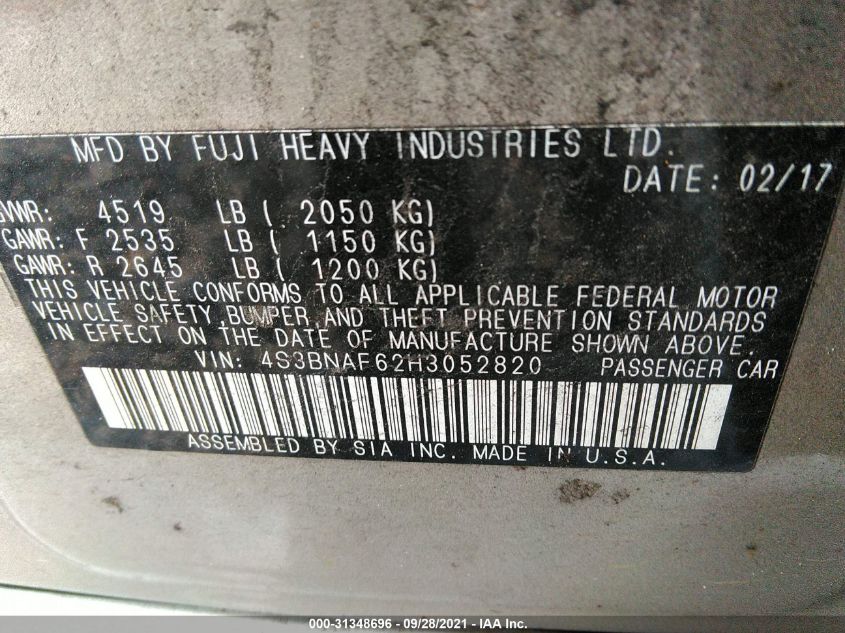 MFD BY FUJI HEAVY INDUSTRIES LTD.
DATE: 02/17
GVWR: 4519 LB ( 2050 KG)
GAWR: F 2535 LB ( 1150 KG)
GAWR: R 2645 LB ( 1200 KG)
THIS VEHICLE CONFORMS TO ALL APPLICABLE FEDERAL MOTOR
VEHICLE SAFETY, BUMPER AND THEFT PREVENTION STANDARDS
IN EFFECT ON THE DATE OF MANUFACTURE SHOWN ABOVE.
VIN: 4S3BNAF62H3052820 PASSENGER CAR
ASSEMBLED BY SIA INC. MADE IN U.S.A.
000-31348696 - 09/28/2021 - IAA Inc.